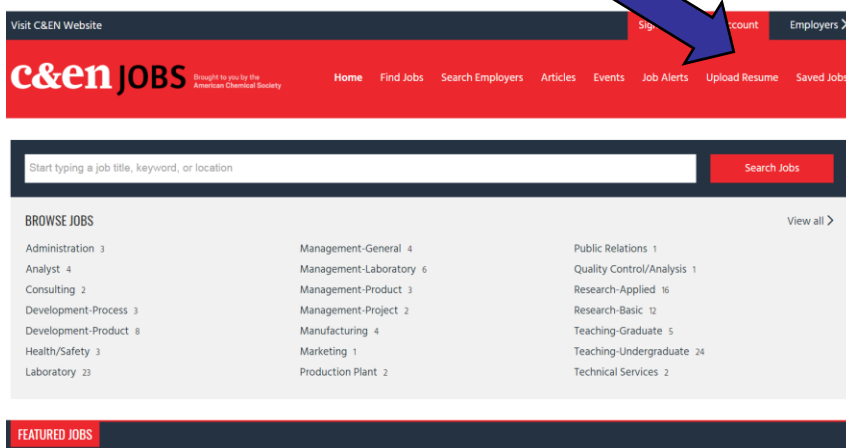 Visit C&EN Website Sig count Employers
c&en JOBS Brought to you by the
American Chemical Society
Home Find Jobs Search Employers Articles Events Job Alerts Upload Resume Saved Jobs
Start typing a job title, keyword, or location Search Jobs
BROWSE JOBS View all
Administration 3 Management-General 4 Public Relations 1
Analyst 4 Management-Laboratory 6 Quality Control/Analysis 1
Consulting 2 Management-Product 3 Research-Applied 16
Development-Process 3 Management-Project 2 Research-Basic 12
Development-Product 8 Manufacturing 4 Teaching-Graduate 5
Health/Safety 3 Marketing 1 Teaching-Undergraduate 24
Laboratory 23 Production Plant 2 Technical Services 2
FEATURED JOBS